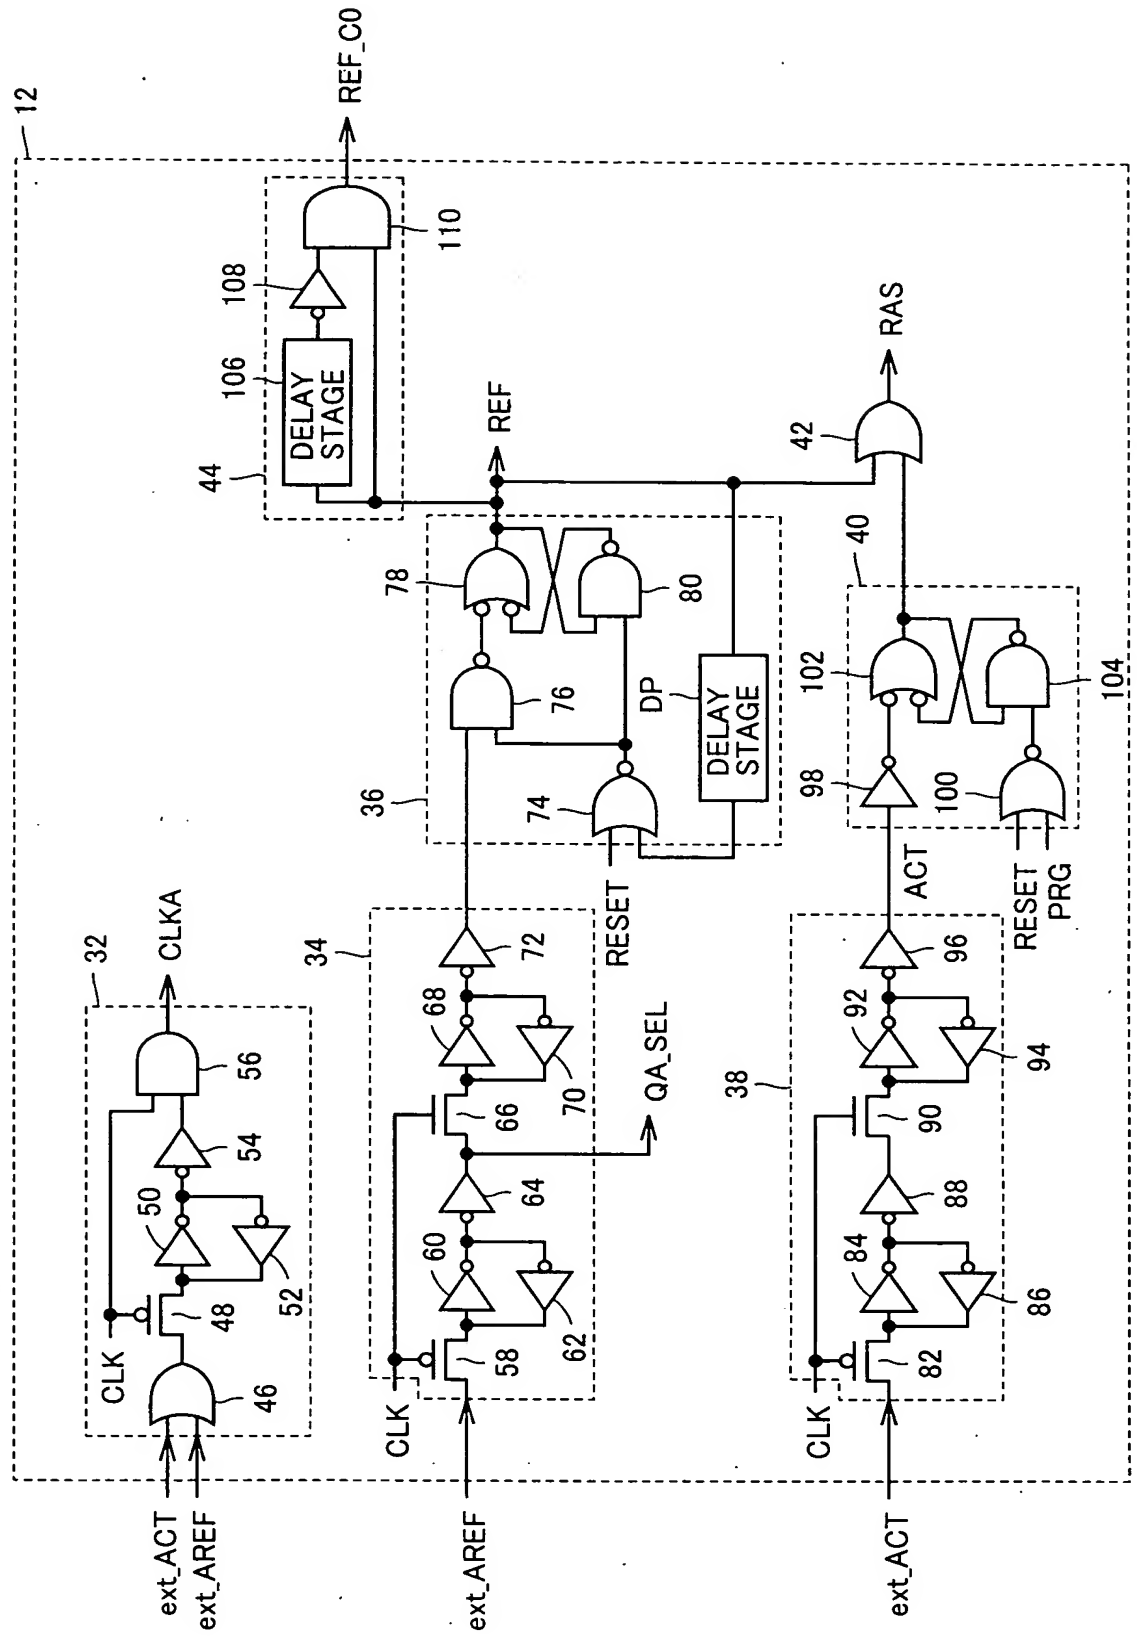 12
32
ext_ACT
ext_AREF
46
CLK
48
50
52
54
56
CLKA
34
ext_AREF
CLK
58
60
62
64
66
68
70
72
QA_SEL
36
RESET
74
76
78
80
DP
DELAY
STAGE
REF
44
106
DELAY
STAGE
108
110
REF_C0
38
ext_ACT
CLK
82
84
86
88
90
92
94
96
ACT
40
98
RESET
PRG
100
102
104
42
RAS